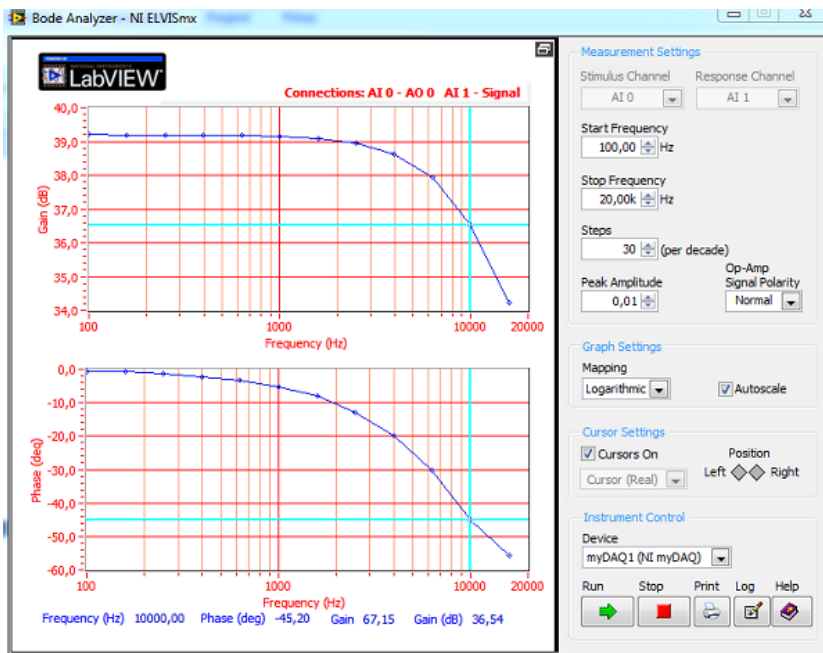 Bode Analyzer - NI ELVISmx
LabVIEW
Connections: AI 0 - AO 0 AI 1 - Signal
40,0
39,0
38,0
37,0
36,0
35,0
34,0
Gain (dB)
100 1000 10000 20000
Frequency (Hz)
0,0
-10,0
-20,0
-30,0
-40,0
-50,0
-60,0
Phase (deg)
100 1000 10000 20000
Frequency (Hz)
Frequency (Hz) 10000,00 Phase (deg) -45,20 Gain 67,15 Gain (dB) 36,54
Measurement Settings
Stimulus Channel Response Channel
AI 0 AI 1
Start Frequency
100,00 Hz
Stop Frequency
20,00k Hz
Steps
30 (per decade)
Peak Amplitude
0,01
Op-Amp
Signal Polarity
Normal
Graph Settings
Mapping
Logarithmic Autoscale
Cursor Settings
Cursors On Position
Cursor (Real) Left Right
Instrument Control
Device
myDAQ1 (NI myDAQ)
Run Stop Print Log Help